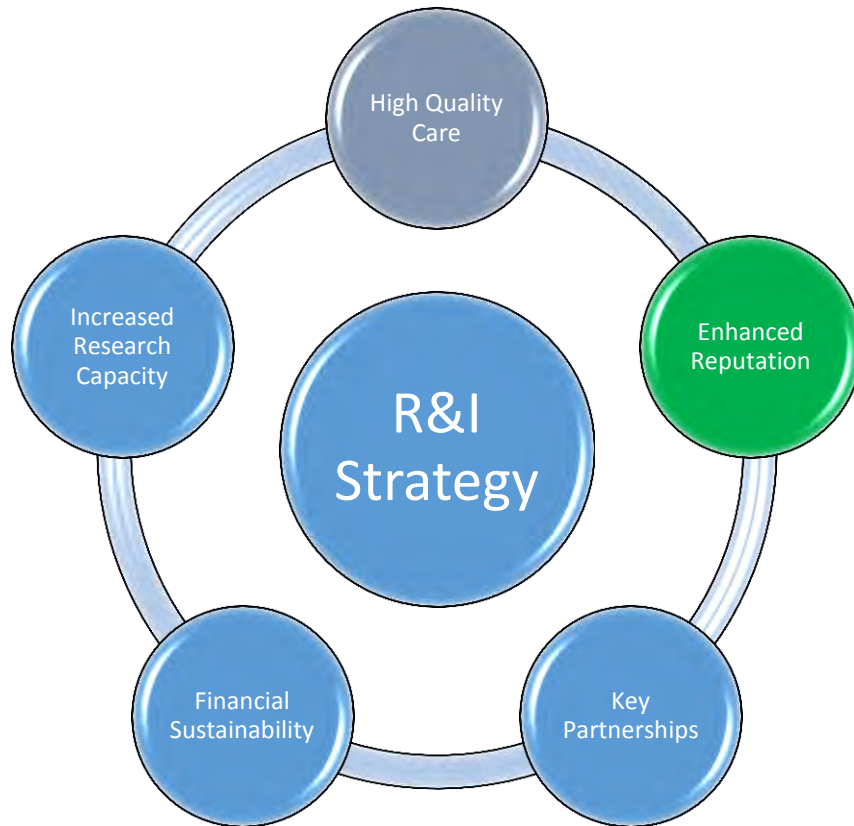 High Quality
Care
Enhanced
Reputation
Key
Partnerships
Financial
Sustainability
Increased
Research
Capacity
R&I
Strategy